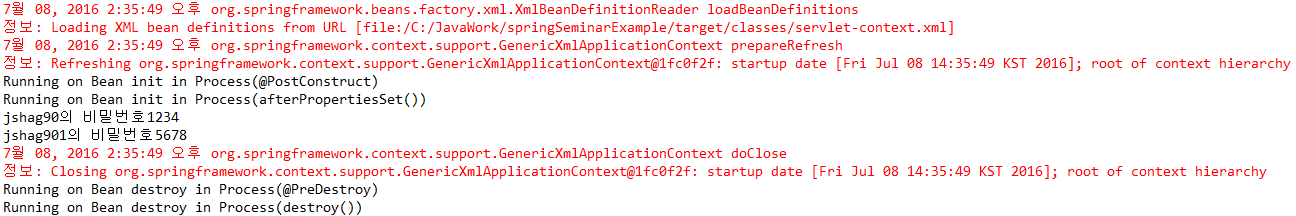 7월 08, 2016 2:35:49 오후 org.springframework.beans.factory.xml.XmlBeanDefinitionReader loadBeanDefinitions
정보: Loading XML bean definitions from URL [file:/C:/JavaWork/springSeminarExample/target/classes/servlet-context.xml]
7월 08, 2016 2:35:49 오후 org.springframework.context.support.GenericXmlApplicationContext prepareRefresh
정보: Refreshing org.springframework.context.support.GenericXmlApplicationContext@1fc0f2f: startup date [Fri Jul 08 14:35:49 KST 2016]; root of context hierarchy
Running on Bean init in Process(@PostConstruct)
Running on Bean init in Process(afterPropertiesSet())
jshag90의 비밀번호1234
jshag901의 비밀번호5678
7월 08, 2016 2:35:49 오후 org.springframework.context.support.GenericXmlApplicationContext doClose
정보: Closing org.springframework.context.support.GenericXmlApplicationContext@1fc0f2f: startup date [Fri Jul 08 14:35:49 KST 2016]; root of context hierarchy
Running on Bean destroy in Process(@PreDestroy)
Running on Bean destroy in Process(destroy())